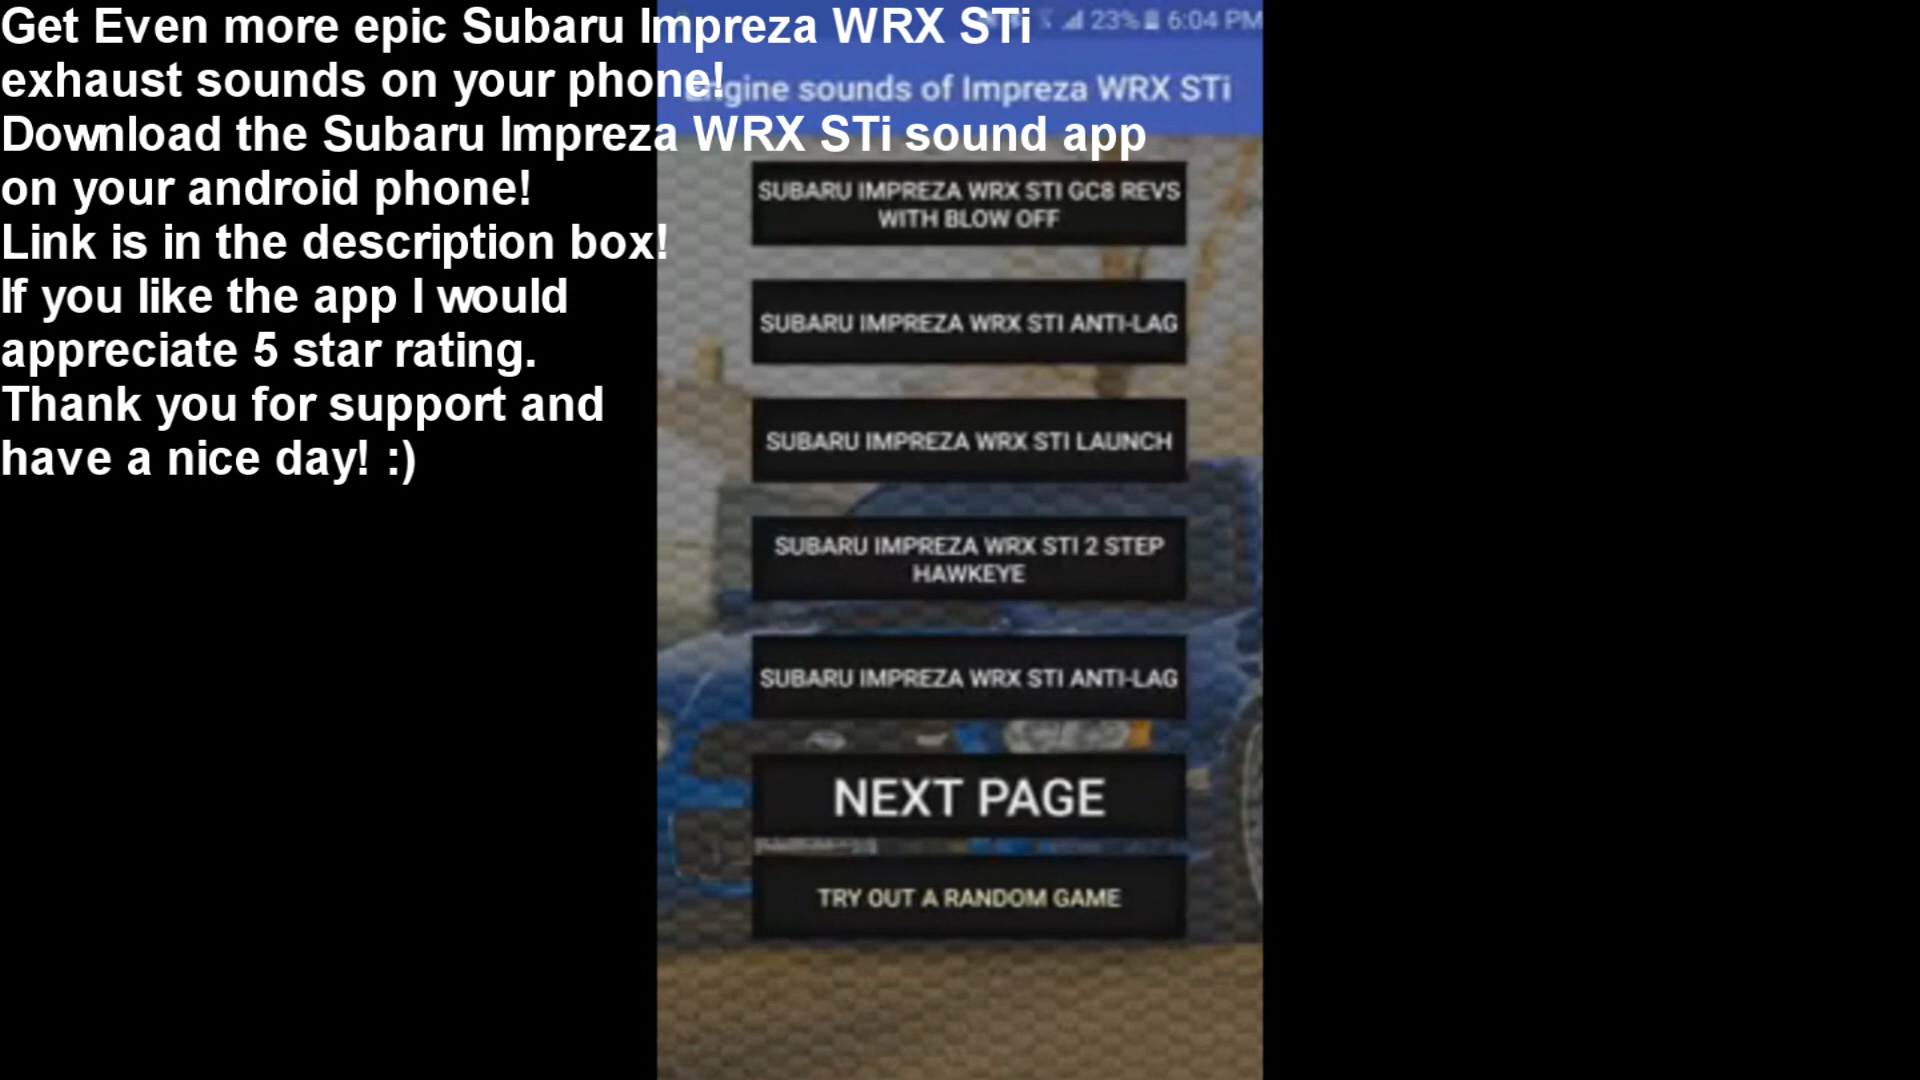 Get Even more epic Subaru Impreza WRX STi
exhaust sounds on your phone!
Download the Subaru Impreza WRX STi sound app
on your android phone!
Link is in the description box!
If you like the app I would
appreciate 5 star rating.
Thank you for support and
have a nice day! :)
23% 6:04 PM
Engine sounds of Impreza WRX STi
SUBARU IMPREZA WRX STI GC8 REVS
WITH BLOW OFF
SUBARU IMPREZA WRX STI ANTI-LAG
SUBARU IMPREZA WRX STI LAUNCH
SUBARU IMPREZA WRX STI 2 STEP
HAWKEYE
SUBARU IMPREZA WRX STI ANTI-LAG
NEXT PAGE
TRY OUT A RANDOM GAME